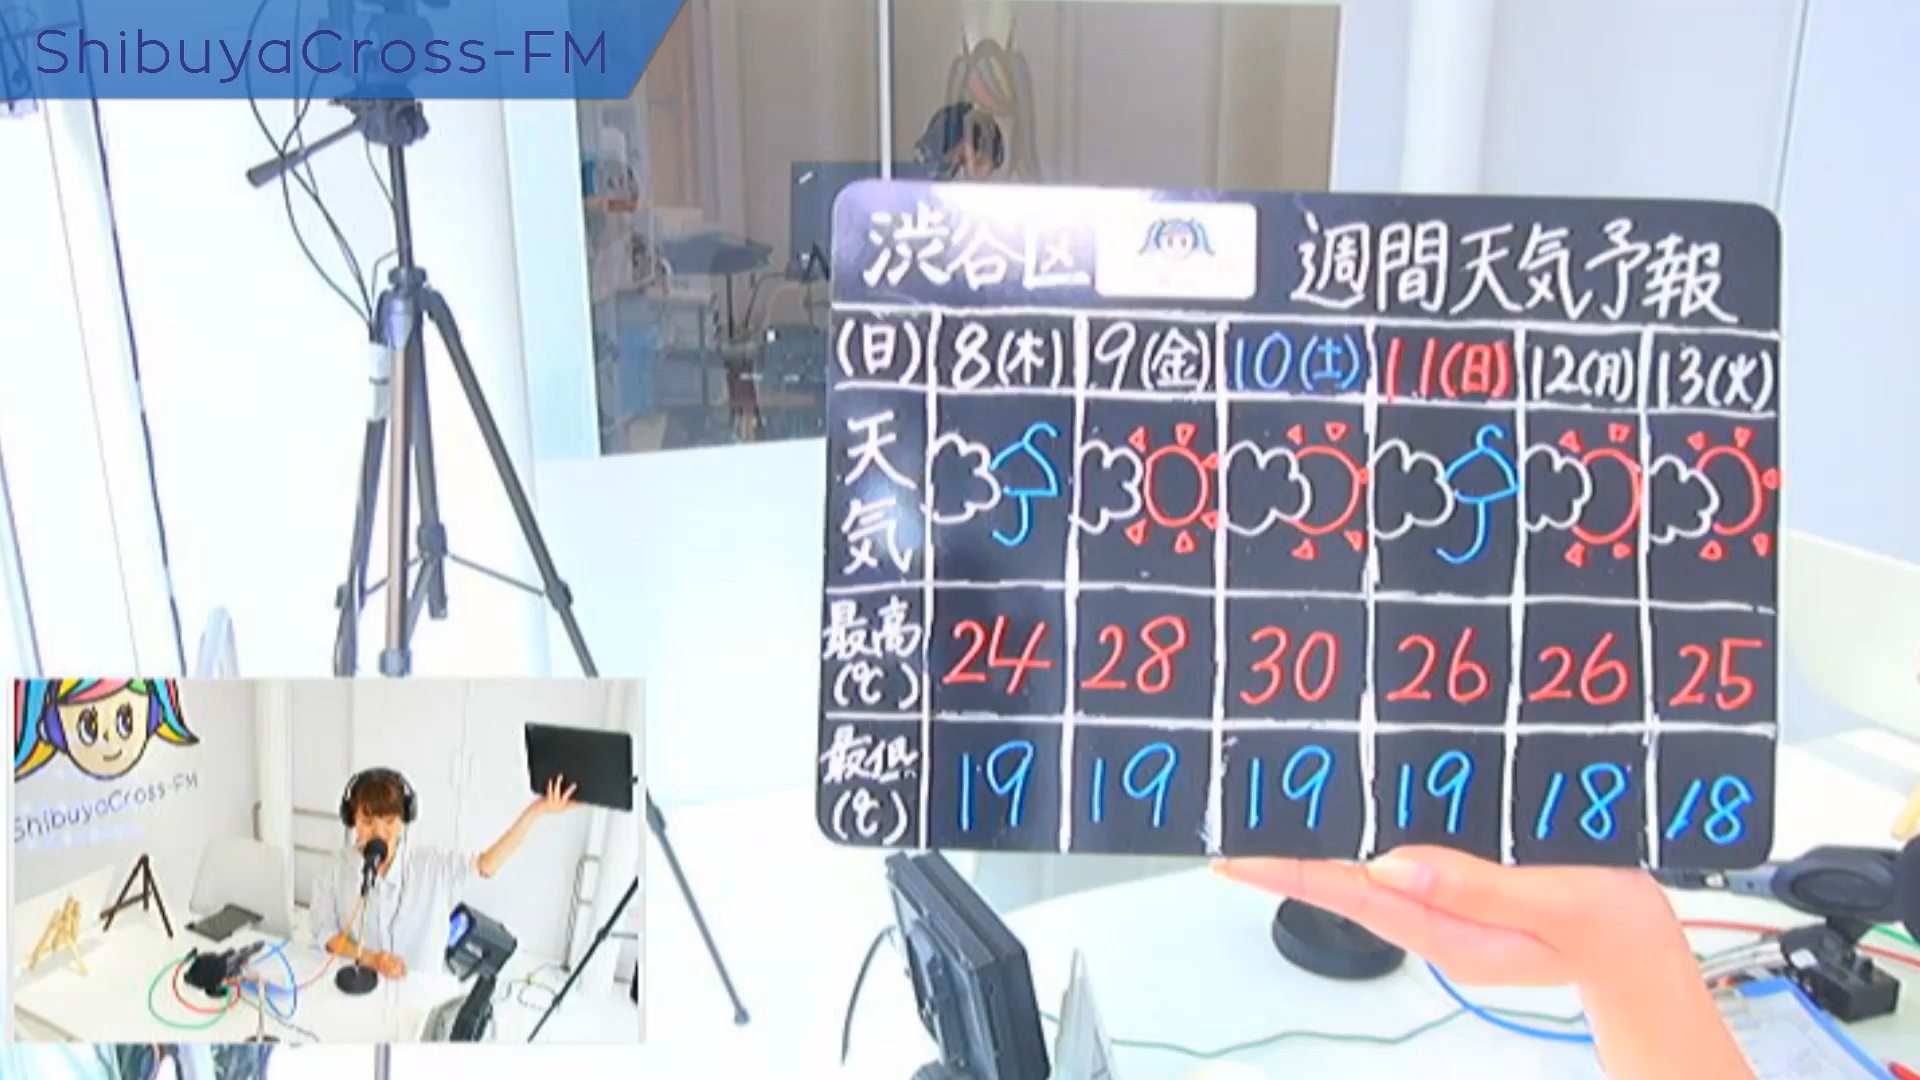 ShibuyaCross-FM
渋谷区 週間天気予報
(日) 8(木) 9(金) 10(土) 11(日) 12(月) 13(火)
天気
最高(℃) 24 28 30 26 26 25
最低(℃) 19 19 19 19 18 18
ShibuyaCross-FM